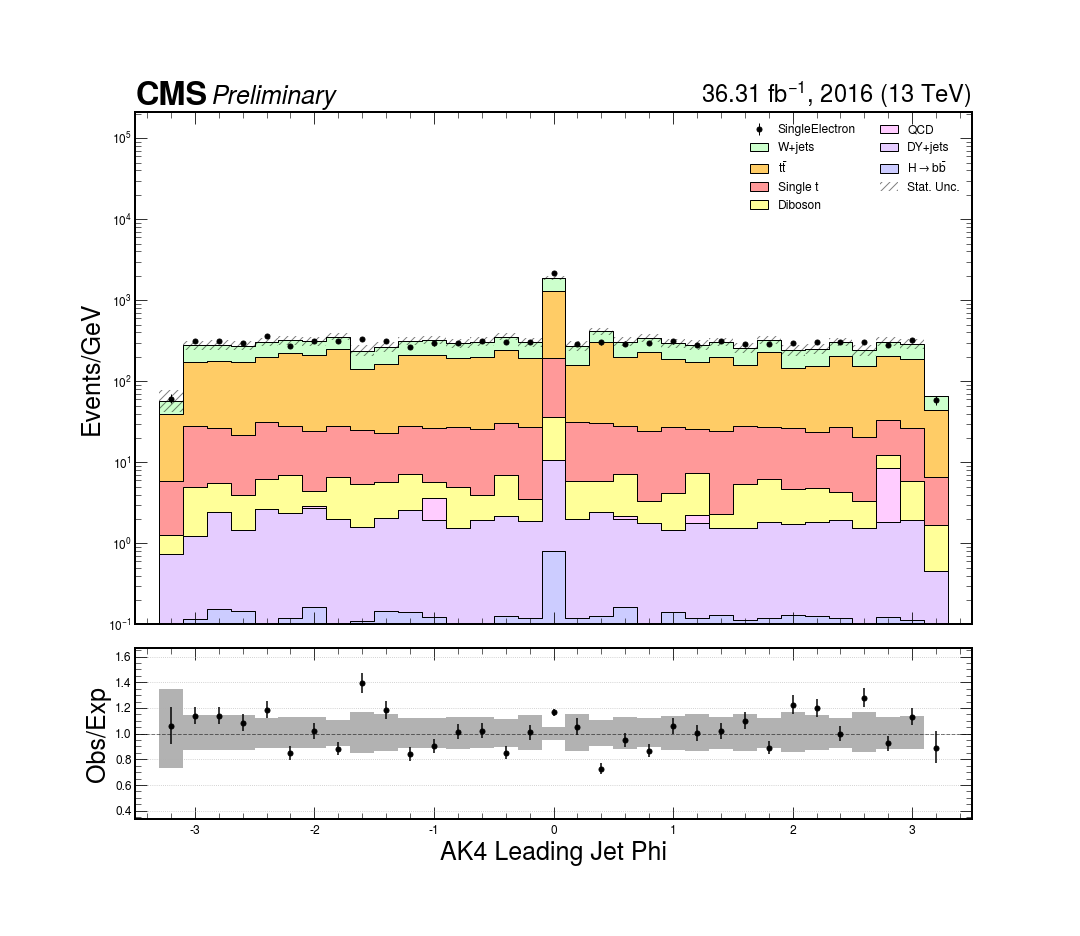 CMS Preliminary 36.31 fb⁻¹, 2016 (13 TeV)
SingleElectron QCD
W+jets DY+jets
tt̄ H→bb̄
Single t Stat. Unc.
Diboson
Events/GeV
10⁵
10⁴
10³
10²
10¹
10⁰
10⁻¹
Obs/Exp
1.6
1.4
1.2
1.0
0.8
0.6
0.4
-3 -2 -1 0 1 2 3
AK4 Leading Jet Phi